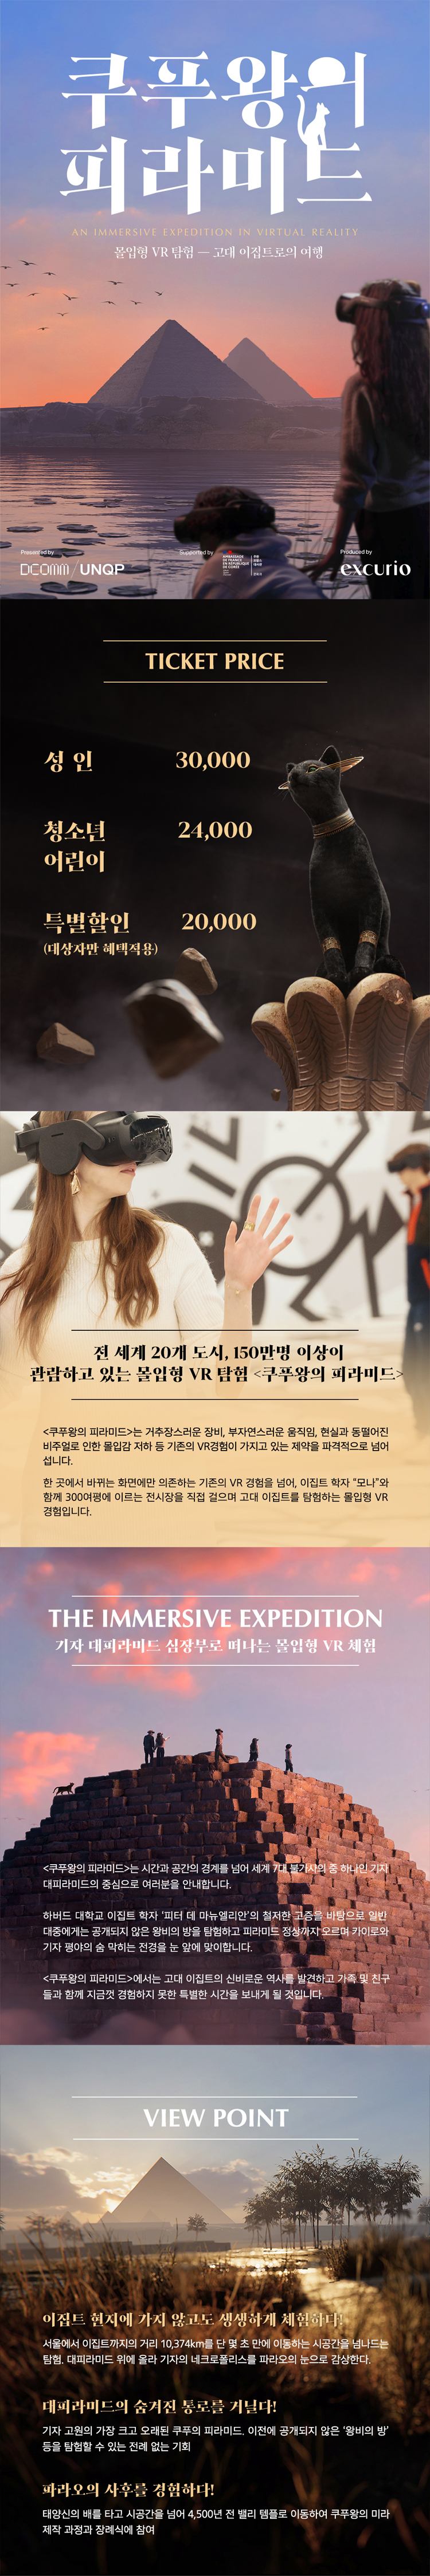 쿠푸왕의
피라미드
AN IMMERSIVE EXPEDITION IN VIRTUAL REALITY
몰입형 VR 탐험 — 고대 이집트로의 여행
Presented by
DCOMM / UNQP
Supported by
AMBASSADE
DE FRANCE
EN RÉPUBLIQUE
DE CORÉE
주한
프랑스
대사관
문화과
Produced by
excurio
TICKET PRICE
성 인 30,000
청소년 24,000
어린이
특별할인 20,000
(대상자만 혜택적용)
전 세계 20개 도시, 150만명 이상이
관람하고 있는 몰입형 VR 탐험 <쿠푸왕의 피라미드>
<쿠푸왕의 피라미드>는 거추장스러운 장비, 부자연스러운 움직임, 현실과 동떨어진
비주얼로 인한 몰입감 저하 등 기존의 VR경험이 가지고 있는 제약을 파격적으로 넘어
섭니다.
한 곳에서 바뀌는 화면에만 의존하는 기존의 VR 경험을 넘어, 이집트 학자 “모나”와
함께 300여평에 이르는 전시장을 직접 걸으며 고대 이집트를 탐험하는 몰입형 VR
경험입니다.
THE IMMERSIVE EXPEDITION
기자 대피라미드 심장부로 떠나는 몰입형 VR 체험
<쿠푸왕의 피라미드>는 시간과 공간의 경계를 넘어 세계 7대 불가사의 중 하나인 기자
대피라미드의 중심으로 여러분을 안내합니다.
하버드 대학교 이집트 학자 ‘피터 데 마뉴엘리안’의 철저한 고증을 바탕으로 일반
대중에게는 공개되지 않은 왕비의 방을 탐험하고 피라미드 정상까지 오르며 카이로와
기자 평야의 숨 막히는 전경을 눈 앞에 맞이합니다.
<쿠푸왕의 피라미드>에서는 고대 이집트의 신비로운 역사를 발견하고 가족 및 친구
들과 함께 지금껏 경험하지 못한 특별한 시간을 보내게 될 것입니다.
VIEW POINT
이집트 현지에 가지 않고도 생생하게 체험하다!
서울에서 이집트까지의 거리 10,374km를 단 몇 초 만에 이동하는 시공간을 넘나드는
탐험. 대피라미드 위에 올라 기자의 네크로폴리스를 파라오의 눈으로 감상한다.
대피라미드의 숨겨진 통로를 거닐다!
기자 고원의 가장 크고 오래된 쿠푸의 피라미드. 이전에 공개되지 않은 ‘왕비의 방’
등을 탐험할 수 있는 전례 없는 기회
파라오의 사후를 경험하다!
태양신의 배를 타고 시공간을 넘어 4,500년 전 밸리 템플로 이동하여 쿠푸왕의 미라
제작 과정과 장례식에 참여